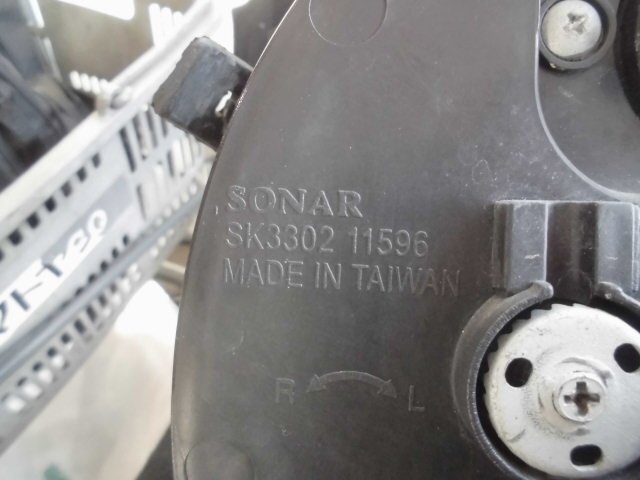 SONAR
SK3302 11596
MADE IN TAIWAN
R L